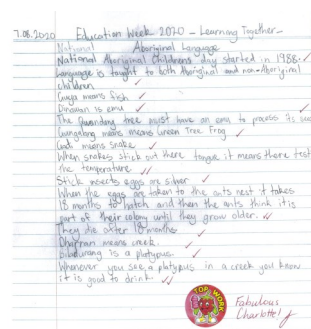 7.08.2020 Education Week 2020 - Learning Together -
National Aboriginal Language
National Aboriginal Childrens day started in 1988.
Language is taught to both Aboriginal and non-Aboriginal
children
Guya means fish
Dinawan is emu
The Quandong tree must have an emu to process its
means means Green Tree Frog
means snake
When snakes stick out there tongue it means there test
the temperature
Stick insects eggs are silver
When the eggs are taken to the ants nest it takes
18 months to hatch and then the ants think it is
part of their colony until they grow older.
They die after 18 months
means creek.
is a platypus
Whenever you see a platypus in a creek you know
it is good to drink
TOP WORK
Fabulous
Charlotte!